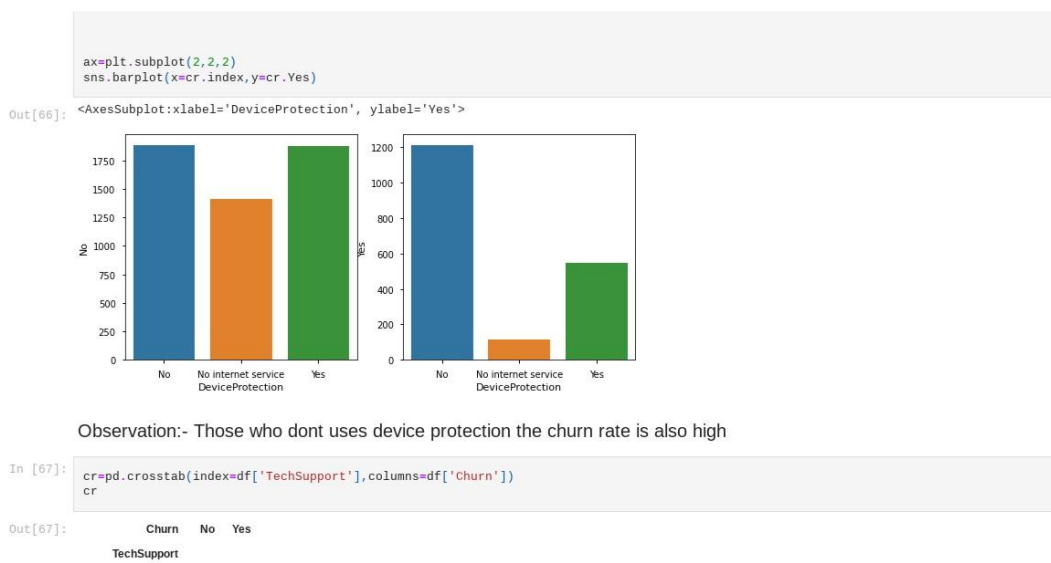 ax=plt.subplot(2,2,2)
sns.barplot(x=cr.index,y=cr.Yes)
Out[66]: <AxesSubplot:xlabel='DeviceProtection', ylabel='Yes'>
1750
1500
1250
1000
750
500
250
0
No
No No internet service Yes
DeviceProtection
1200
1000
800
600
400
200
0
Yes
No No internet service Yes
DeviceProtection
Observation:- Those who dont uses device protection the churn rate is also high
In [67]: cr=pd.crosstab(index=df['TechSupport'],columns=df['Churn'])
cr
Out[67]: Churn No Yes
TechSupport